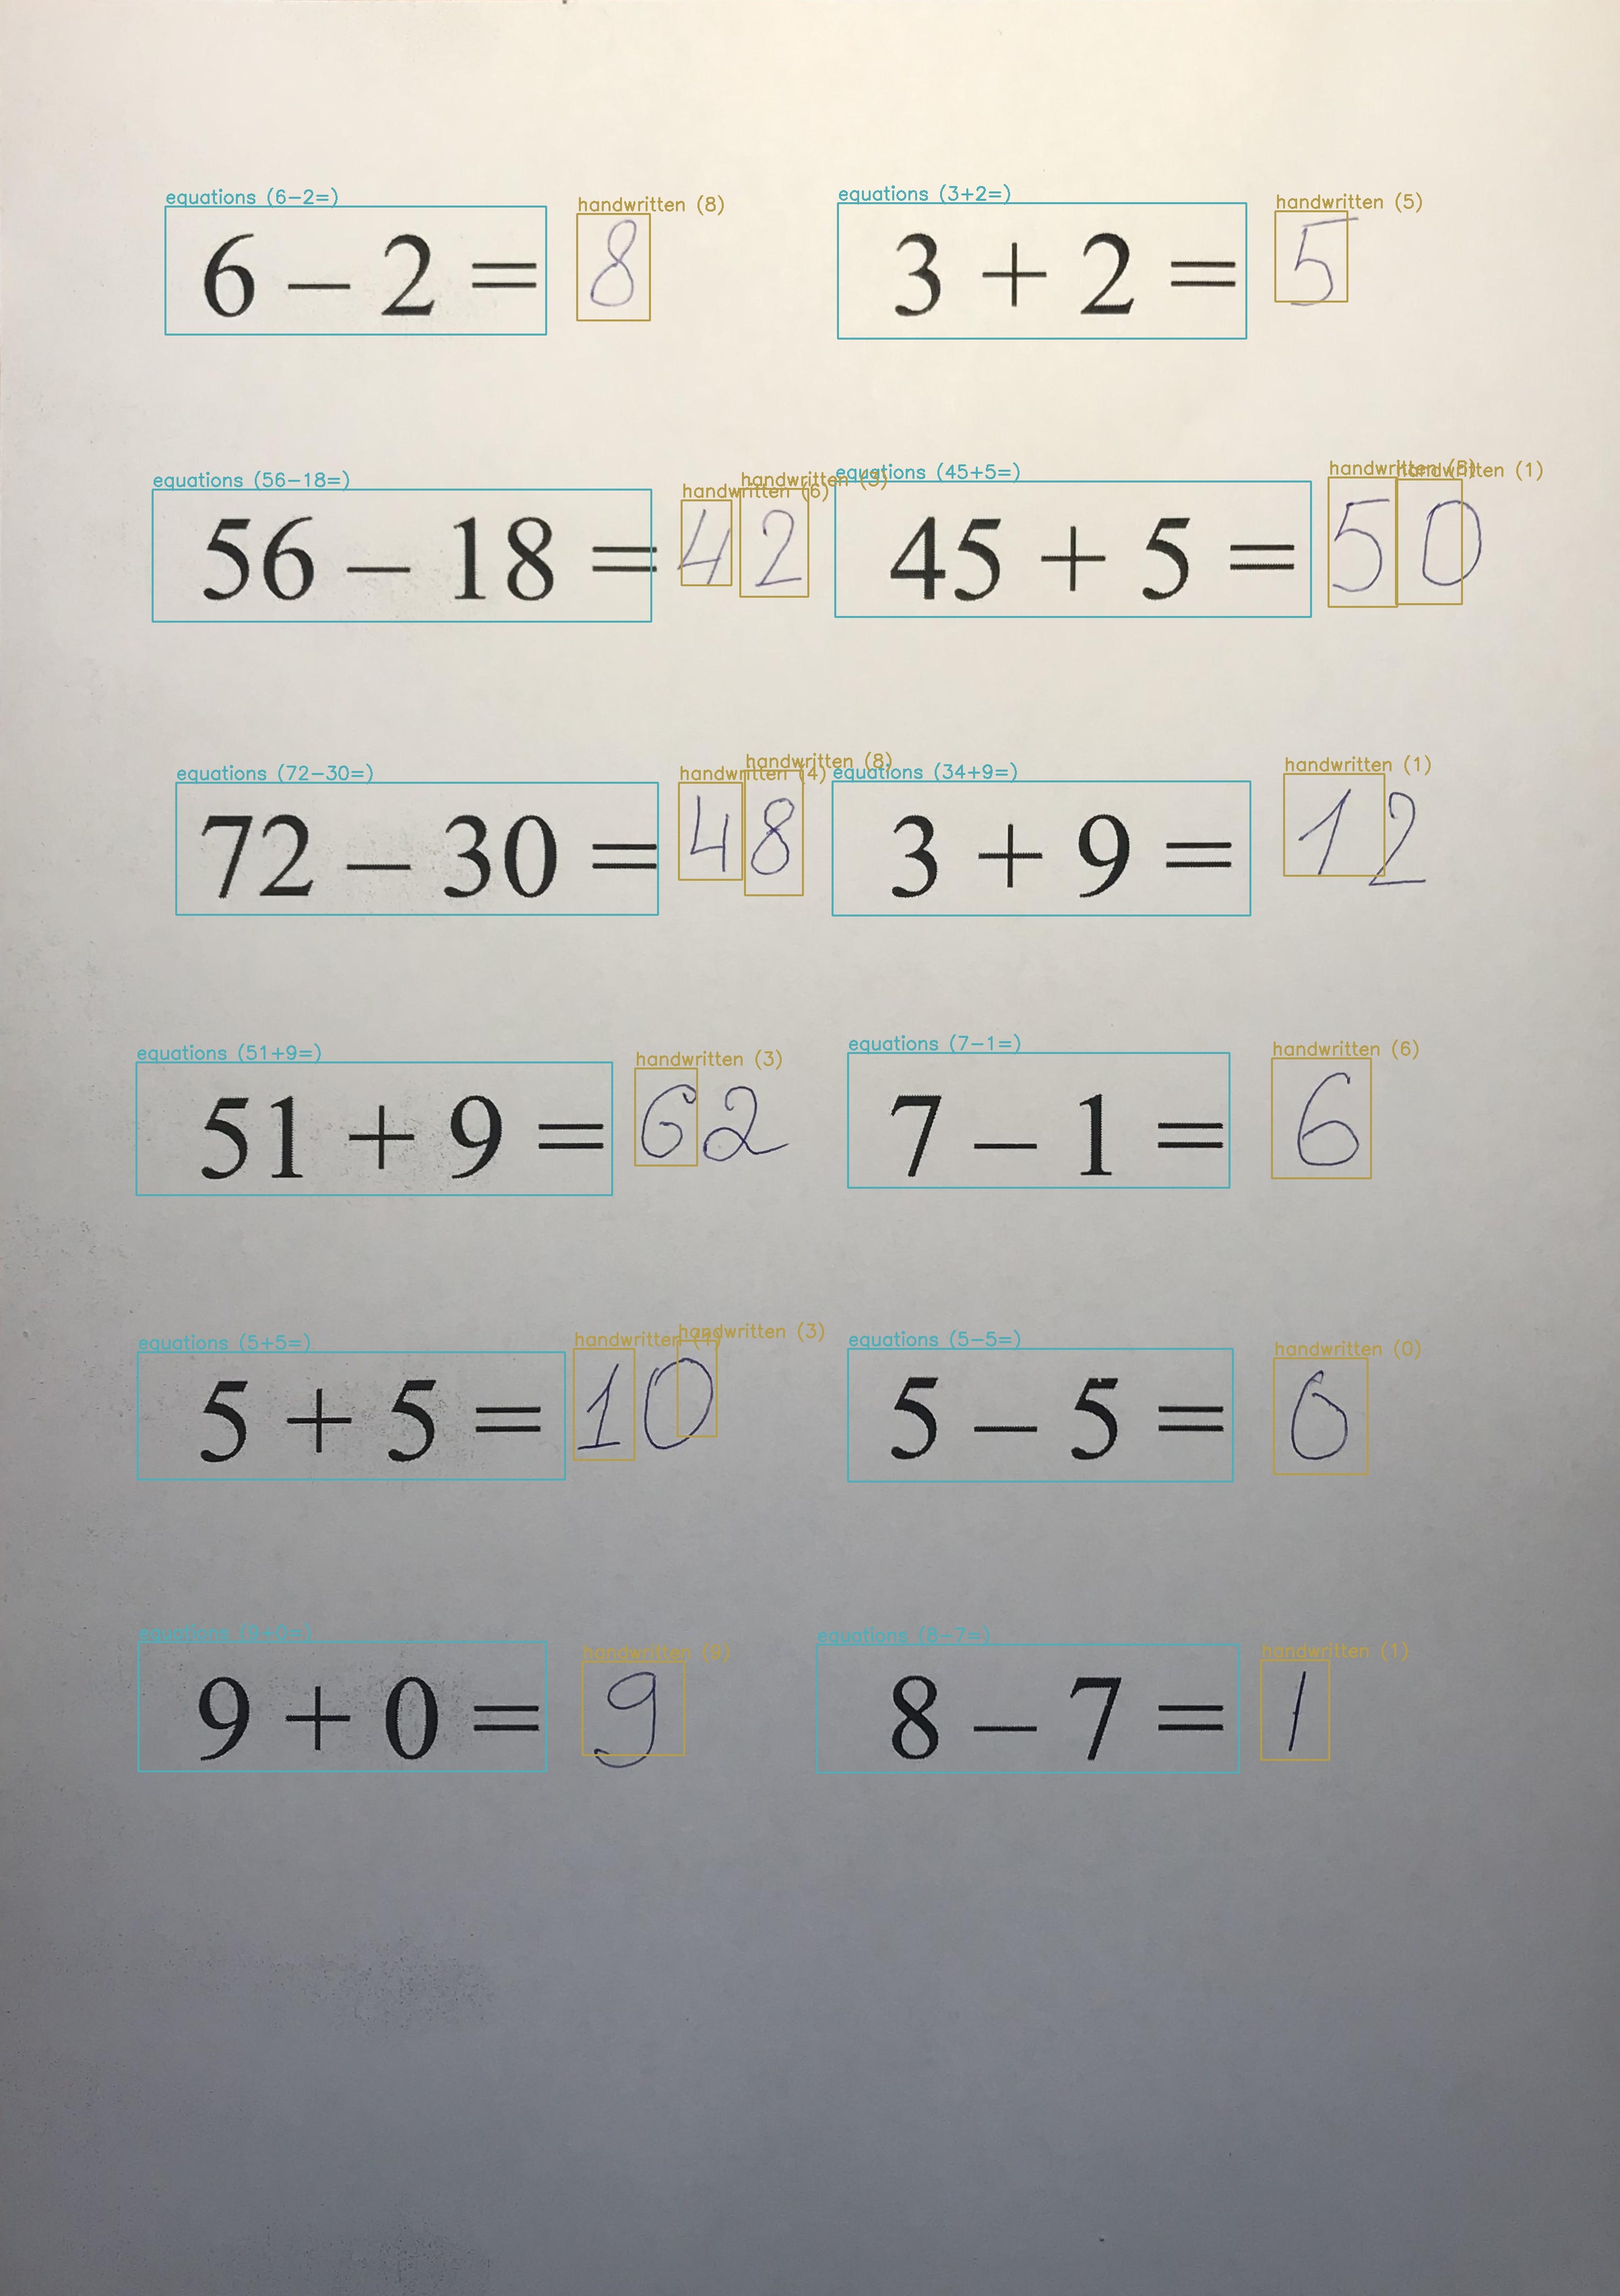 equations (6-2=) handwritten (8) equations (3+2=) handwritten (5)
6 – 2 = 8 3 + 2 = 5
equations (56-18=) handwritten (6) handwritten equations (45+5=) handwritten (5) handwritten (1)
56 – 18 = 42 45 + 5 = 50
equations (72-30=) handwritten (4) handwritten (8) equations (34+9=) handwritten (1)
72 – 30 = 48 3 + 9 = 12
equations (51+9=) handwritten (3) equations (7-1=) handwritten (6)
51 + 9 = 62 7 – 1 = 6
equations (5+5=) handwritten (1) handwritten (3) equations (5-5=) handwritten (0)
5 + 5 = 10 5 – 5 = 0
equations (9+0=) handwritten (9) equations (8-7=) handwritten (1)
9 + 0 = 9 8 – 7 = 1